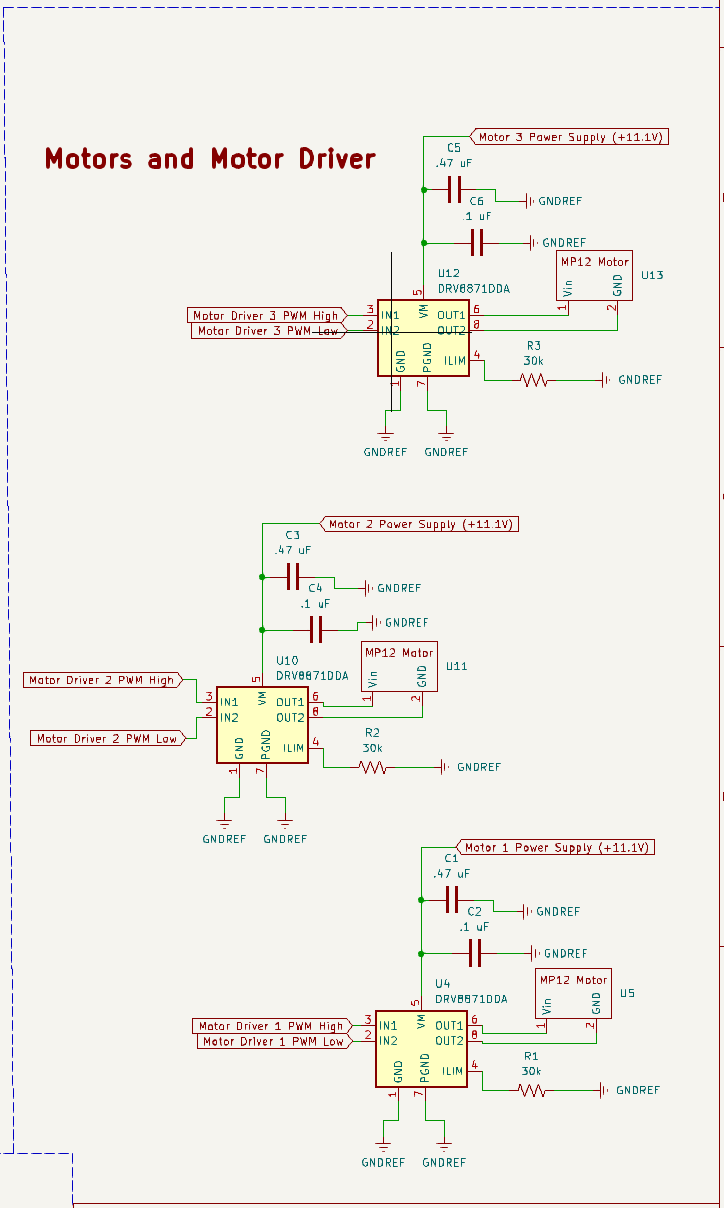 Motors and Motor Driver
Motor 3 Power Supply (+11.1V)
C5
.47 uF
GNDREF
C6
.1 uF
GNDREF
MP12 Motor
Vin
GND
1
2
U13
U12
DRV8871DDA
5
VM
Motor Driver 3 PWM High
3
IN1
OUT1
6
Motor Driver 3 PWM Low
2
IN2
OUT2
8
GND
PGND
ILIM
4
1
7
R3
30k
GNDREF
GNDREF
GNDREF
Motor 2 Power Supply (+11.1V)
C3
.47 uF
GNDREF
C4
.1 uF
GNDREF
MP12 Motor
Vin
GND
1
2
U11
U10
DRV8871DDA
5
VM
Motor Driver 2 PWM High
3
IN1
OUT1
6
2
IN2
OUT2
8
Motor Driver 2 PWM Low
GND
PGND
ILIM
4
1
7
R2
30k
GNDREF
GNDREF
GNDREF
Motor 1 Power Supply (+11.1V)
C1
.47 uF
GNDREF
C2
.1 uF
GNDREF
MP12 Motor
Vin
GND
1
2
U5
U4
DRV8871DDA
5
VM
Motor Driver 1 PWM High
3
IN1
OUT1
6
Motor Driver 1 PWM Low
2
IN2
OUT2
8
GND
PGND
ILIM
4
1
7
R1
30k
GNDREF
GNDREF
GNDREF